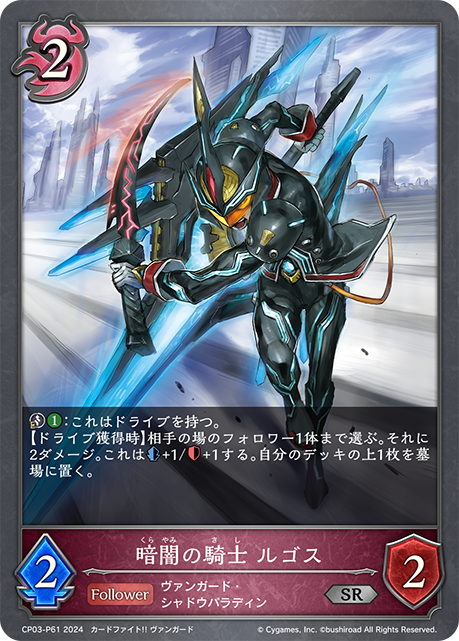 2
1:これはドライブを持つ。
【ドライブ獲得時】相手の場のフォロワー1体まで選ぶ。それに
2ダメージ。これは+1/+1する。自分のデッキの上1枚を墓
場に置く。
くらやみ きし
暗闇の騎士 ルゴス
2
Follower
ヴァンガード・
シャドウパラディン
SR
2
CP03-P61 2024 カードファイト!! ヴァンガード
© Cygames, Inc. ©bushiroad All Rights Reserved.